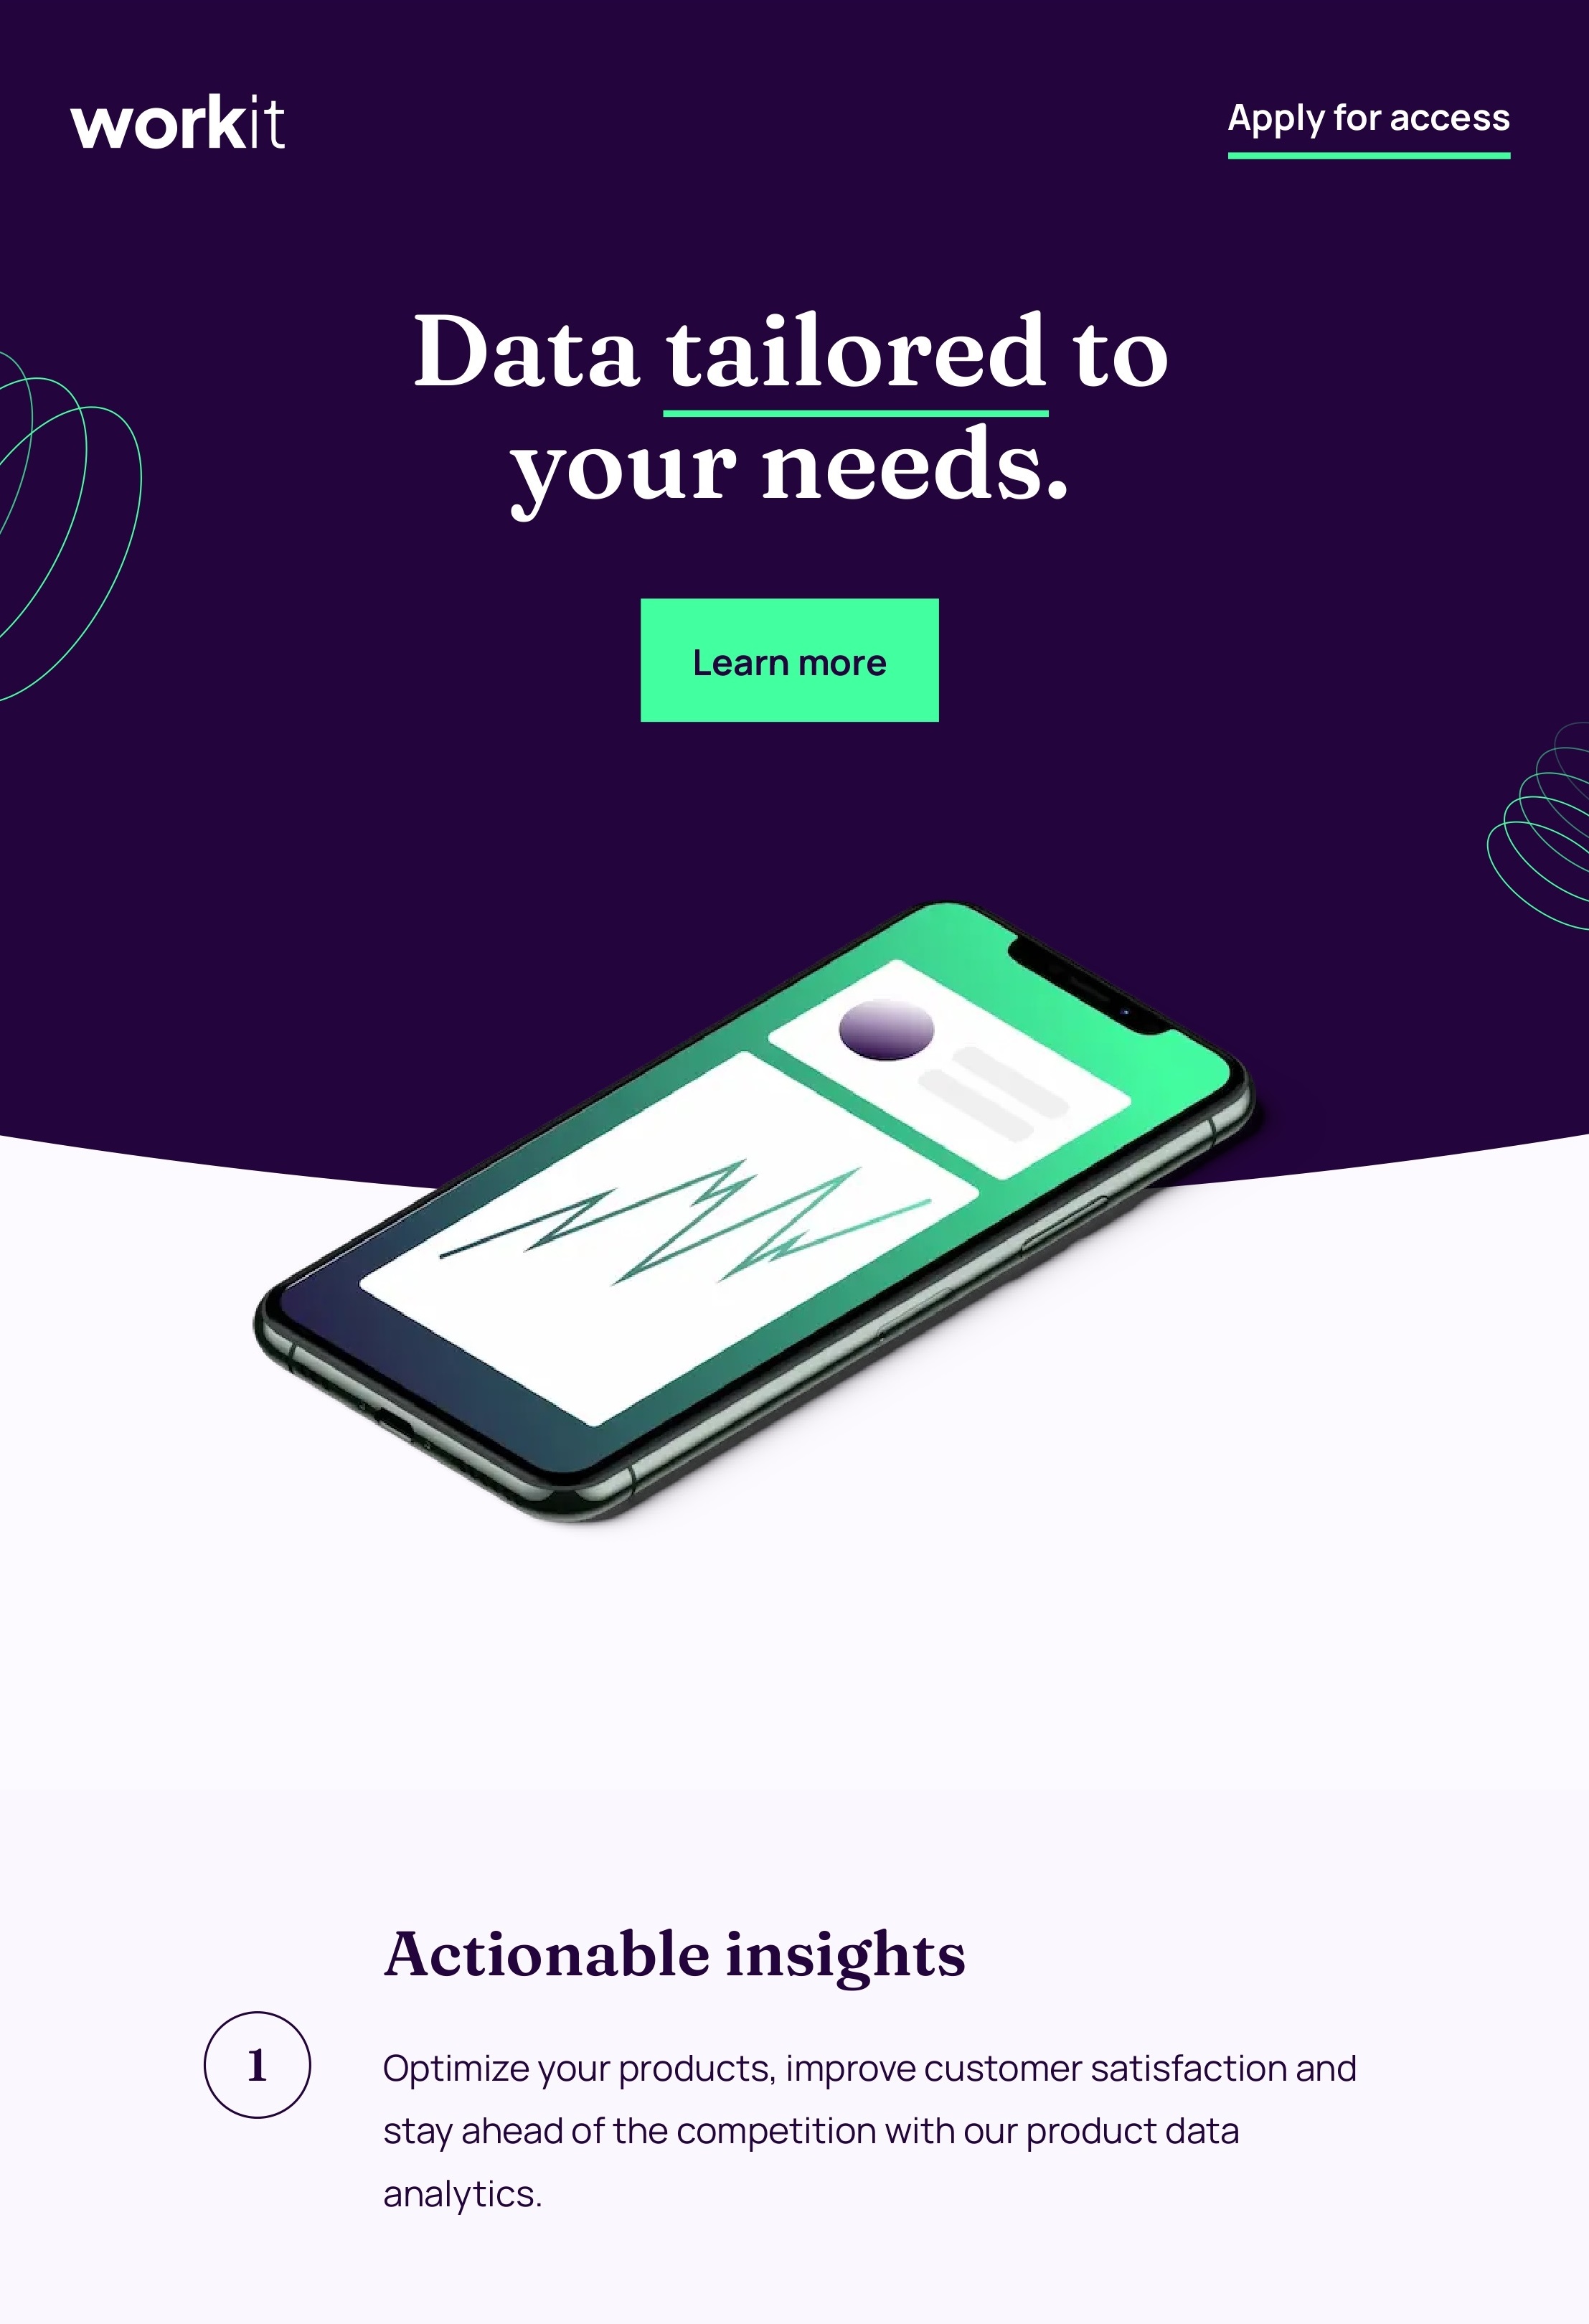 workit
Apply for access
Data tailored to
your needs.
Learn more
Actionable insights
1
Optimize your products, improve customer satisfaction and
stay ahead of the competition with our product data
analytics.